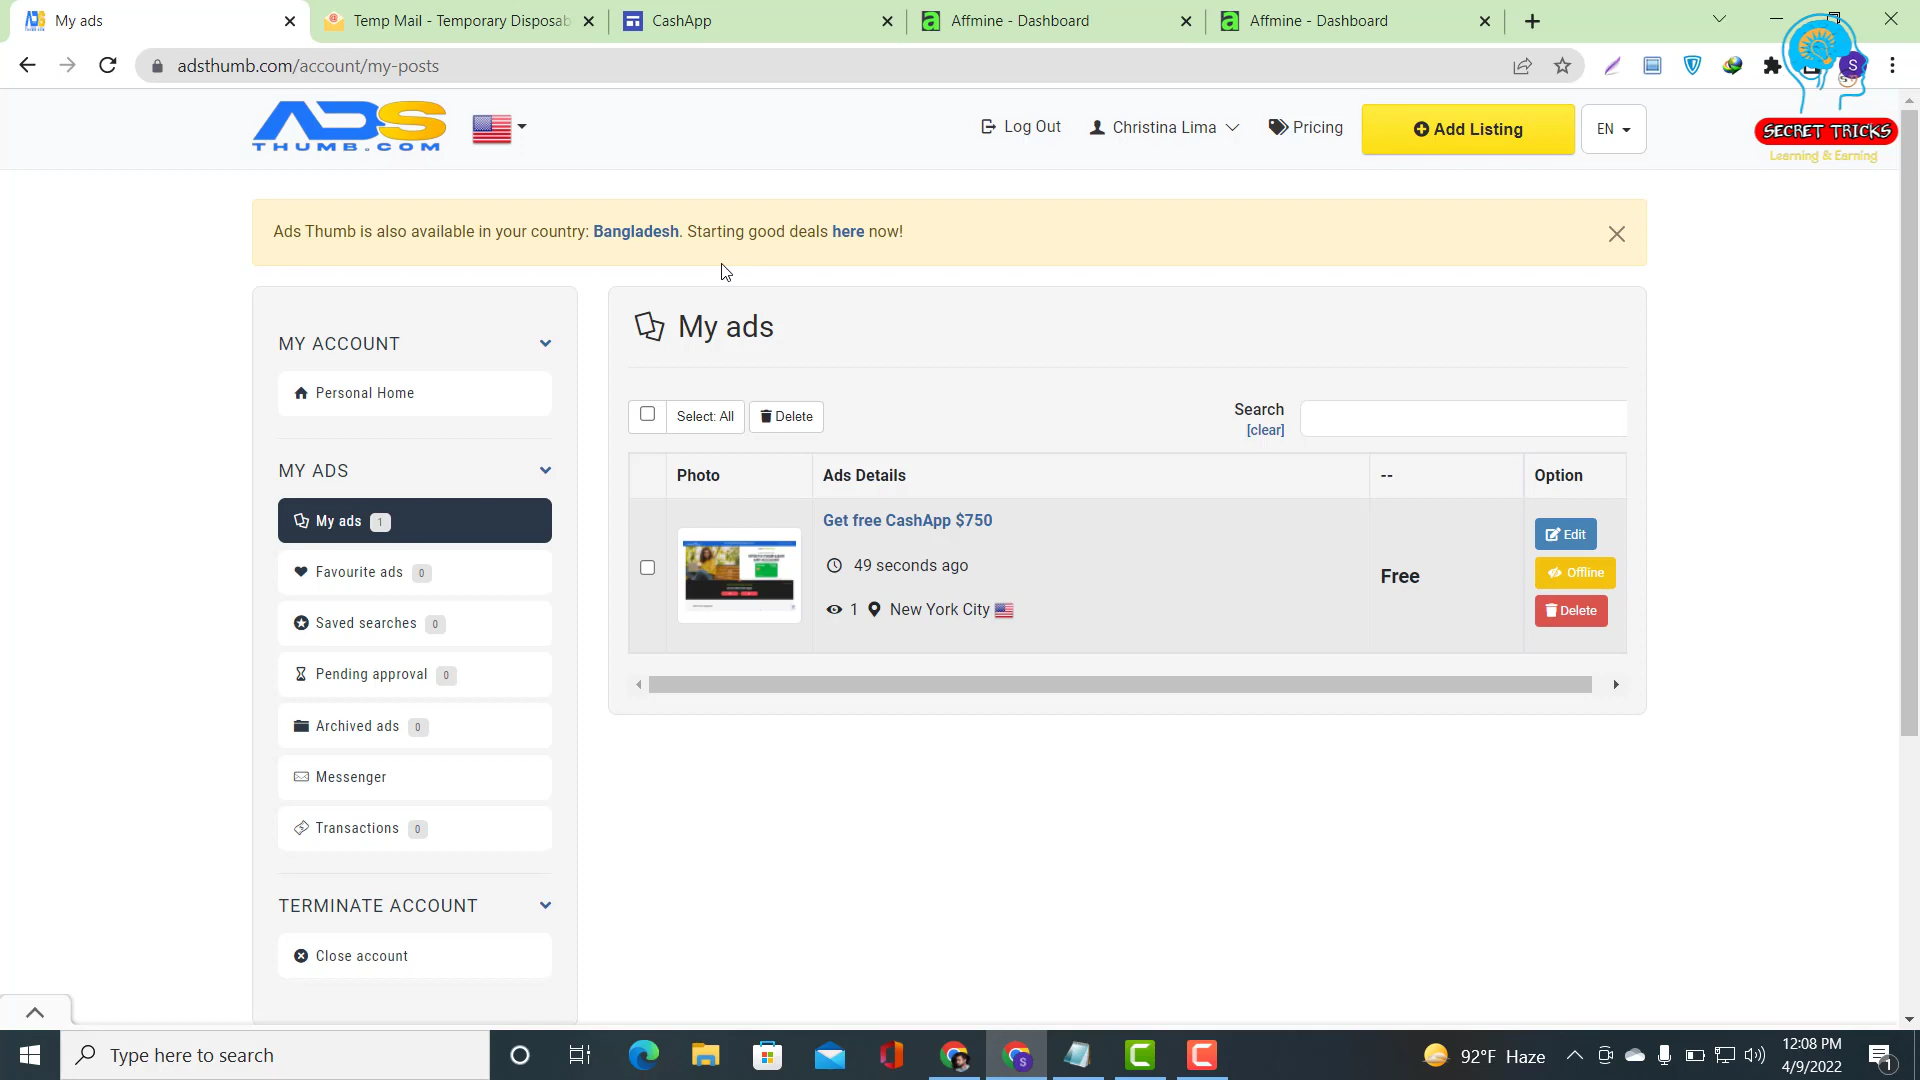 My ads
Temp Mail - Temporary Disposab
CashApp
Affmine - Dashboard
Affmine - Dashboard
adsthumb.com/account/my-posts
S
ADS
THUMB.COM
Log Out
Christina Lima
Pricing
Add Listing
EN
SECRET TRICKS
Learning & Earning
Ads Thumb is also available in your country: Bangladesh. Starting good deals here now!
MY ACCOUNT
Personal Home
MY ADS
My ads 1
Favourite ads 0
Saved searches 0
Pending approval 0
Archived ads 0
Messenger
Transactions 0
TERMINATE ACCOUNT
Close account
My ads
Select: All
Delete
Search
[clear]
Photo
Ads Details
--
Option
Get free CashApp $750
49 seconds ago
1 New York City
Free
Edit
Offline
Delete
Type here to search
92°F Haze
12:08 PM
4/9/2022
1